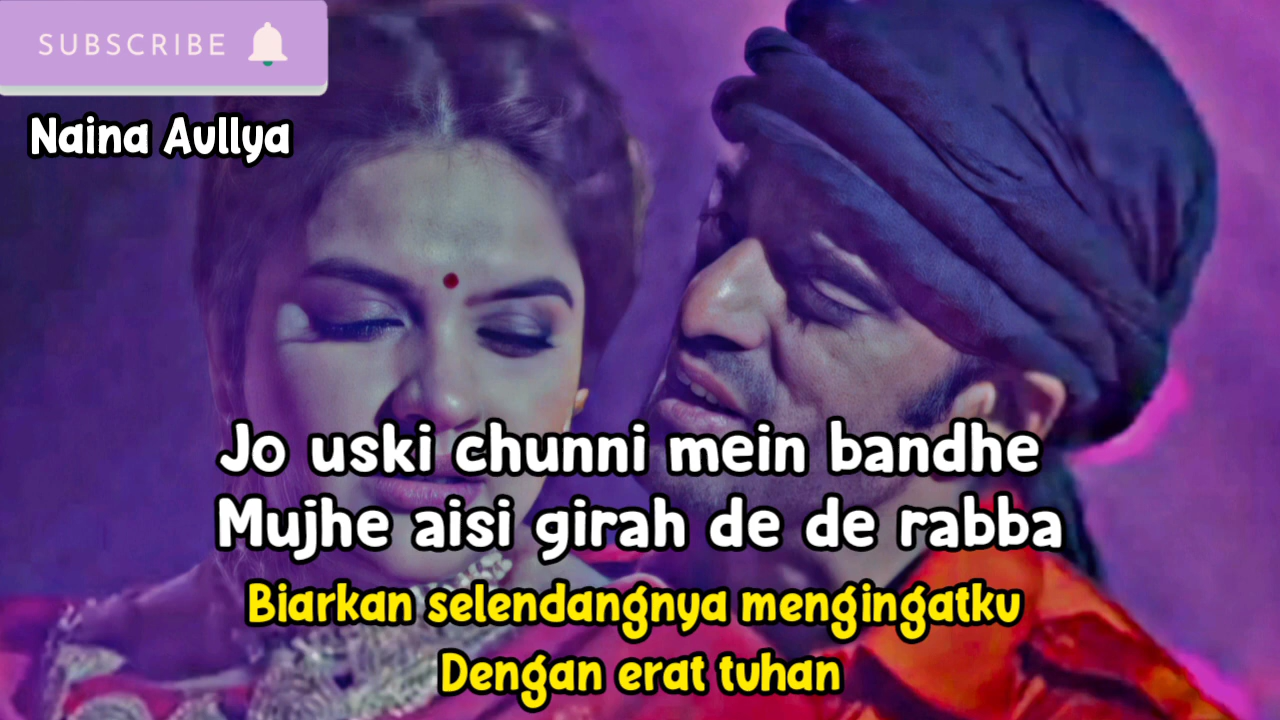 SUBSCRIBE
Naina Aullya
Jo uski chunni mein bandhe
Mujhe aisi girah de de rabba
Biarkan selendangnya mengingatku
Dengan erat tuhan